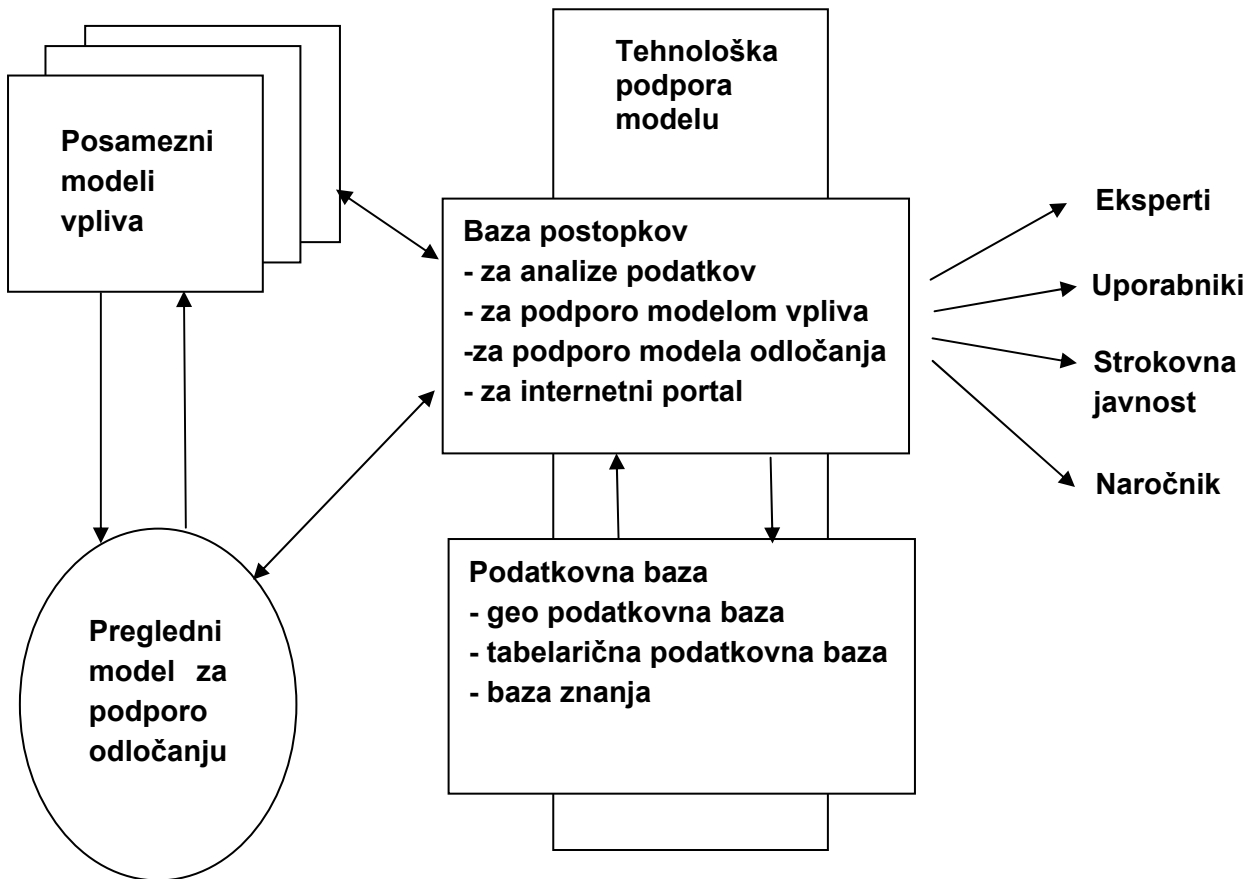 Tehnološka
podpora
modelu
Posamezni
modeli
vpliva
Baza postopkov
- za analize podatkov
- za podporo modelom vpliva
-za podporo modela odločanja
- za internetni portal
Eksperti
Uporabniki
Strokovna
javnost
Naročnik
Podatkovna baza
- geo podatkovna baza
- tabelarična podatkovna baza
- baza znanja
Pregledni
model za
podporo
odločanju